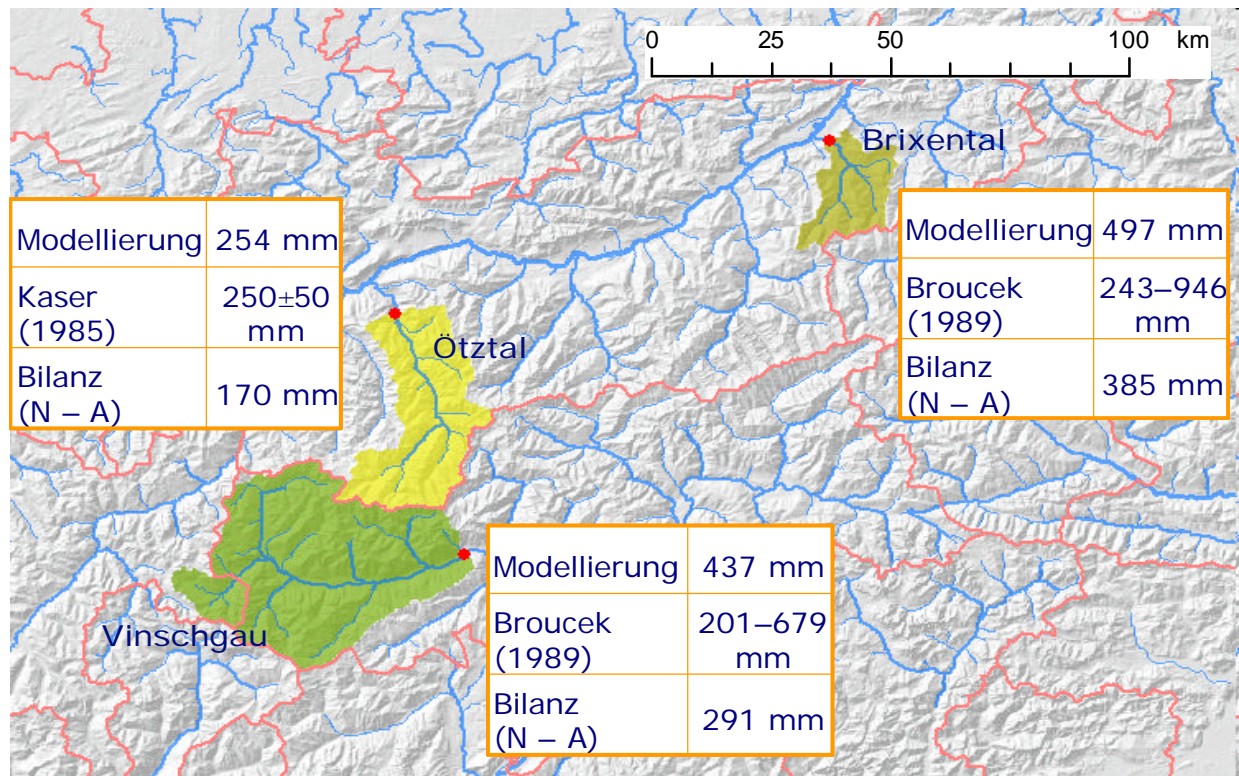 0 25 50 100 km
Brixental
Modellierung 497 mm
Broucek 243–946
(1989) mm
Bilanz
(N – A) 385 mm
Modellierung 254 mm
Kaser 250±50
(1985) mm
Bilanz
(N – A) 170 mm
Ötztal
Vinschgau
Modellierung 437 mm
Broucek 201–679
(1989) mm
Bilanz
(N – A) 291 mm